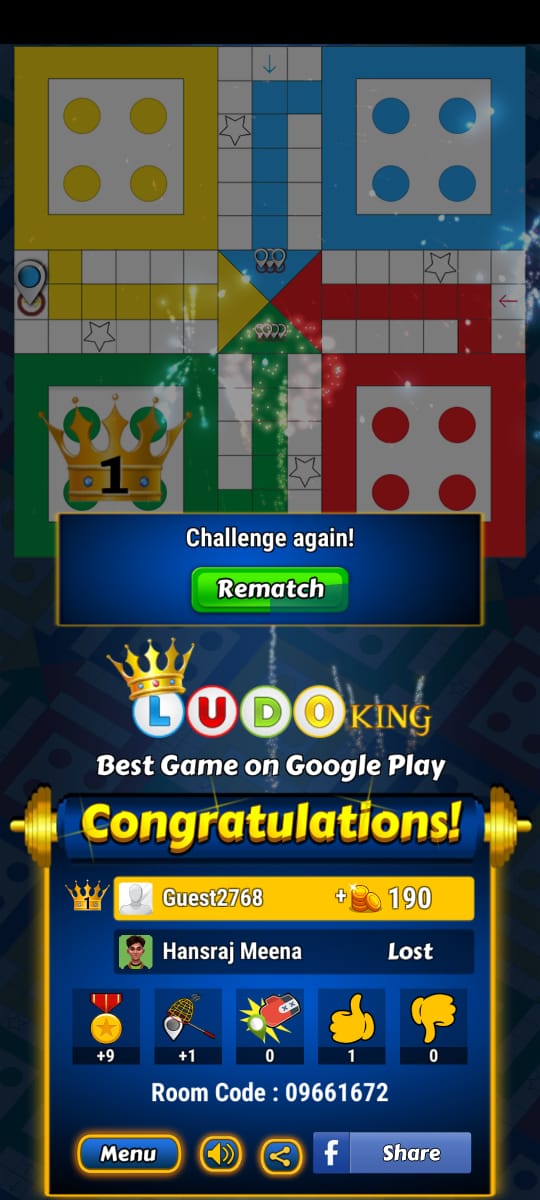 1
Challenge again!
Rematch
LUDO KING
Best Game on Google Play
Congratulations!
1 Guest2768 + 190
Hansraj Meena Lost
+9 +1 0 1 0
Room Code : 09661672
Menu f Share